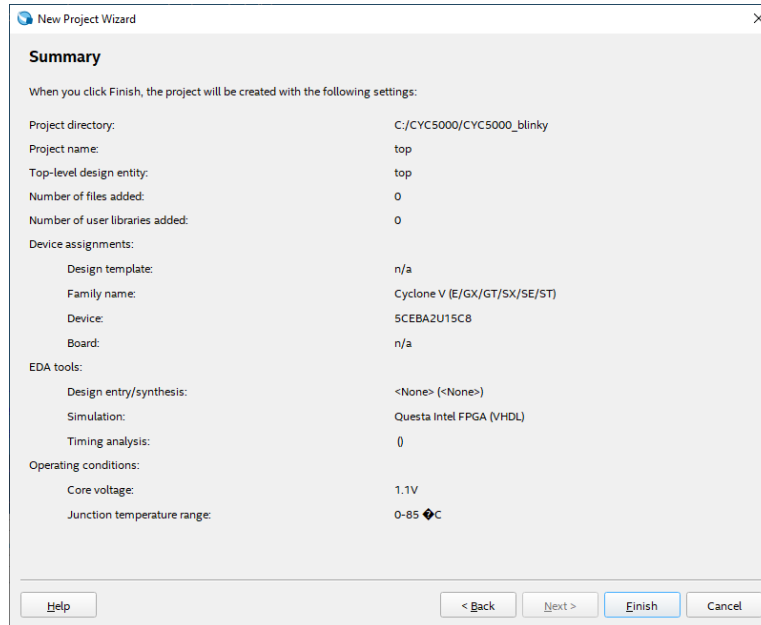 New Project Wizard
Summary
When you click Finish, the project will be created with the following settings:
Project directory: C:/CYC5000/CYC5000_blinky
Project name: top
Top-level design entity: top
Number of files added: 0
Number of user libraries added: 0
Device assignments:
Design template: n/a
Family name: Cyclone V (E/GX/GT/SX/SE/ST)
Device: 5CEBA2U15C8
Board: n/a
EDA tools:
Design entry/synthesis: <None> (<None>)
Simulation: Questa Intel FPGA (VHDL)
Timing analysis: ()
Operating conditions:
Core voltage: 1.1V
Junction temperature range: 0-85 �C
Help < Back Next > Finish Cancel